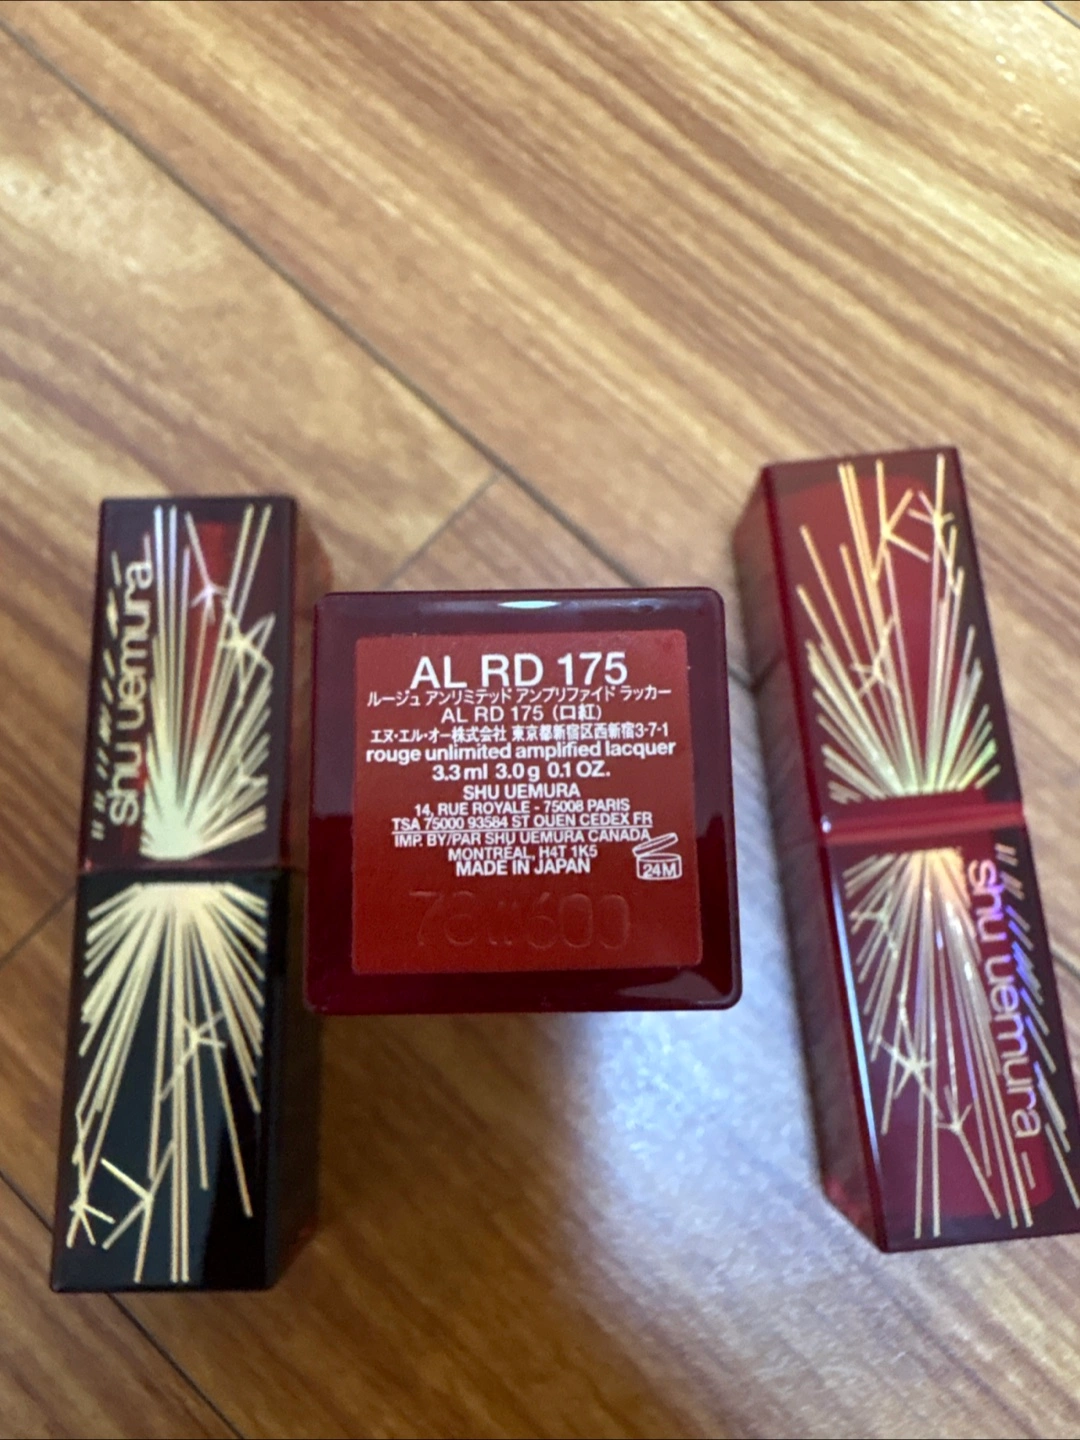 shu uemura
AL RD 175
ルージュ アンリミテッド アンプリファイド ラッカー
AL RD 175 (口紅)
エヌ・エル・オー株式会社 東京都新宿区西新宿3-7-1
rouge unlimited amplified lacquer
3.3 ml 3.0 g 0.1 OZ.
SHU UEMURA
14, RUE ROYALE - 75008 PARIS
TSA 75000 93584 ST OUEN CEDEX FR
IMP. BY/PAR SHU UEMURA CANADA
MONTREAL, H4T 1K5
MADE IN JAPAN
24M
shu uemura